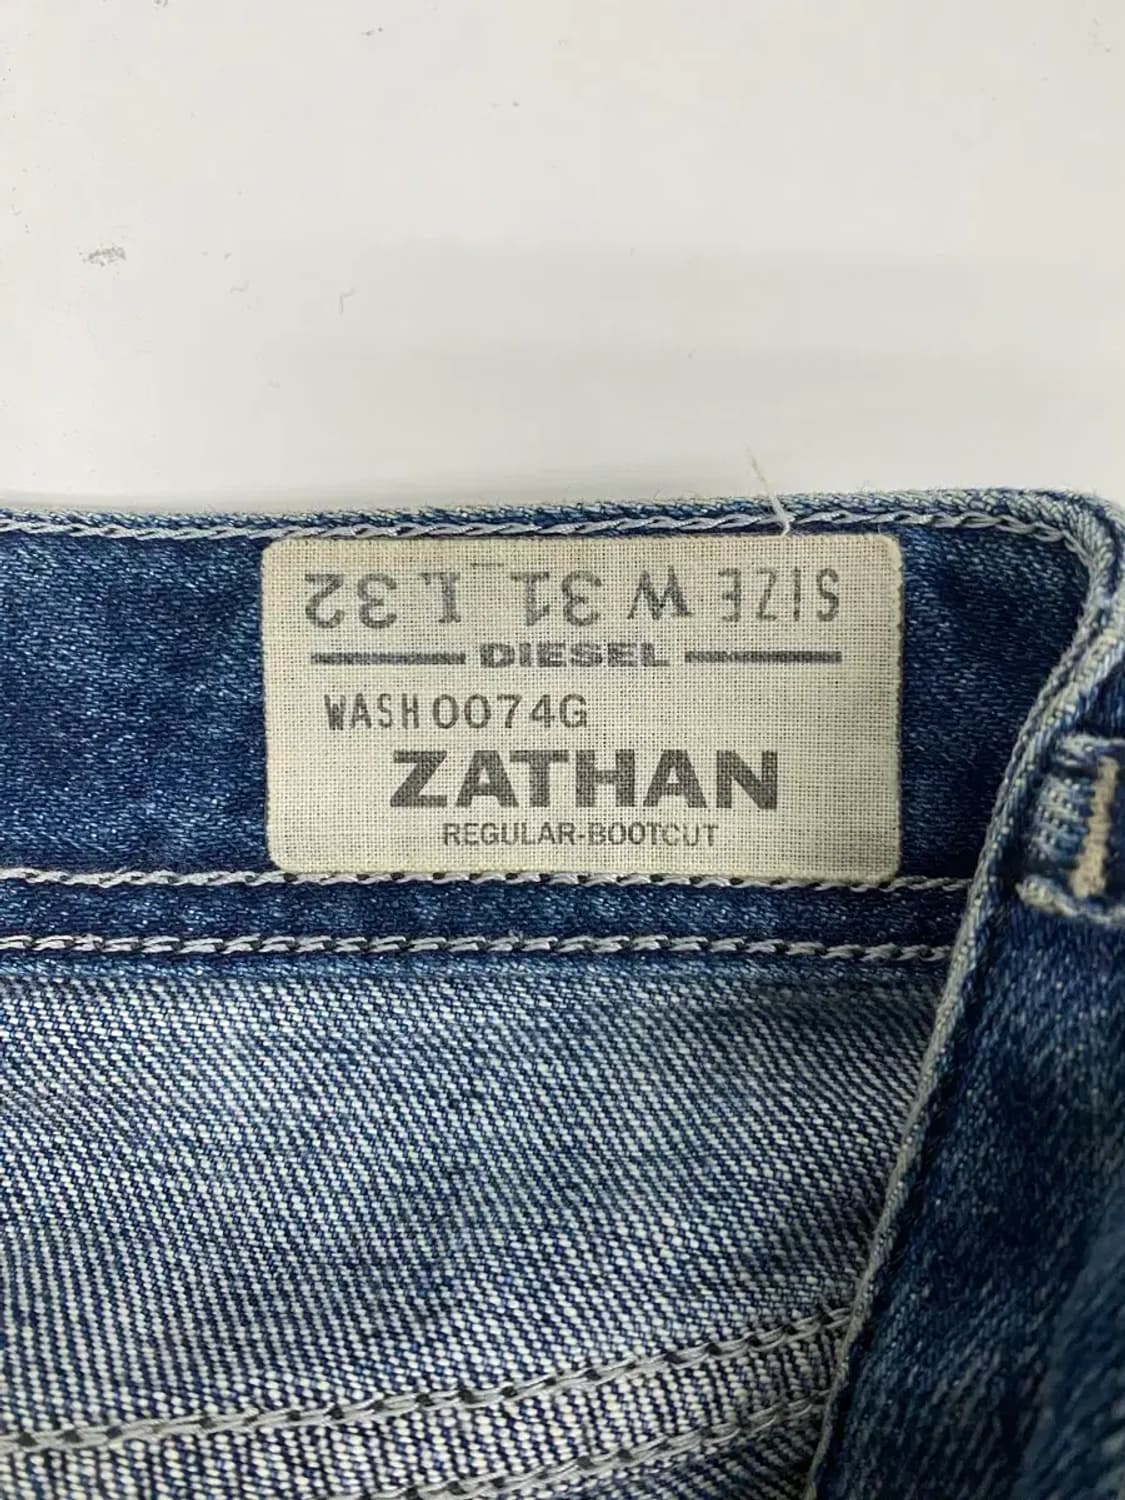 SIZE W 31 L 32
DIESEL
WASH 0074G
ZATHAN
REGULAR-BOOTCUT